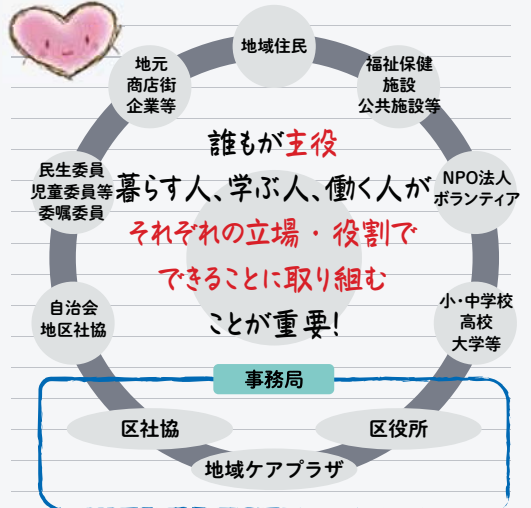 地域住民
地元
商店街
企業等
福祉保健
施設
公共施設等
誰もが主役
民生委員
児童委員等
委嘱委員
暮らす人、学ぶ人、働く人が
NPO法人
ボランティア
それぞれの立場・役割で
できることに取り組む
自治会
地区社協
ことが重要!
小・中学校
高校
大学等
事務局
区社協
区役所
地域ケアプラザ